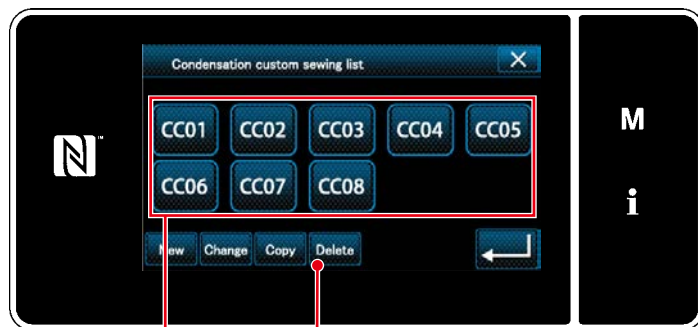 Condensation custom sewing list
CC01 CC02 CC03 CC04 CC05
CC06 CC07 CC08
New Change Copy Delete
M
i